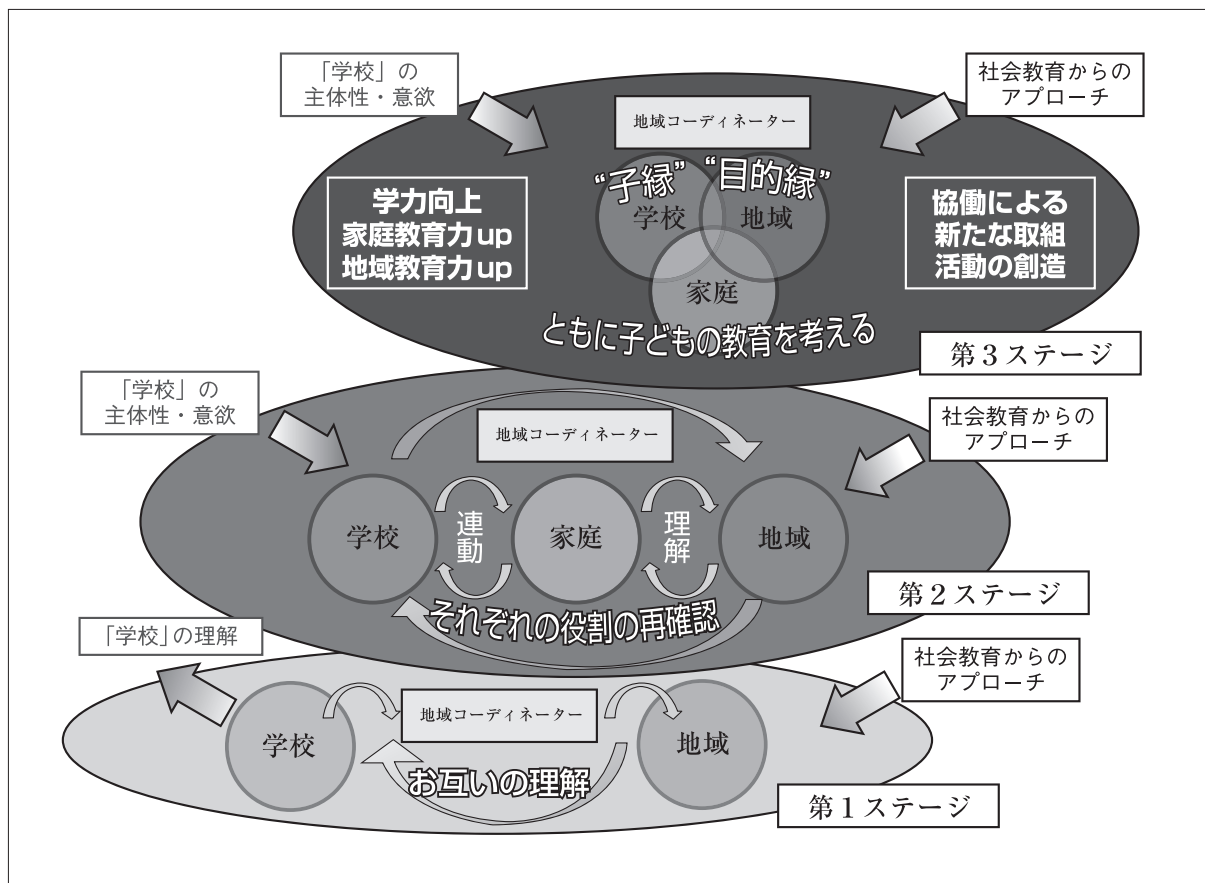 「学校」の
主体性・意欲
社会教育からの
アプローチ
地域コーディネーター
“子縁”“目的縁”
学校
地域
家庭
学力向上
家庭教育力up
地域教育力up
協働による
新たな取組
活動の創造
ともに子どもの教育を考える
第3ステージ
「学校」の
主体性・意欲
社会教育からの
アプローチ
地域コーディネーター
学校
連動
家庭
理解
地域
それぞれの役割の再確認
第2ステージ
「学校」の理解
社会教育からの
アプローチ
学校
地域コーディネーター
地域
お互いの理解
第1ステージ